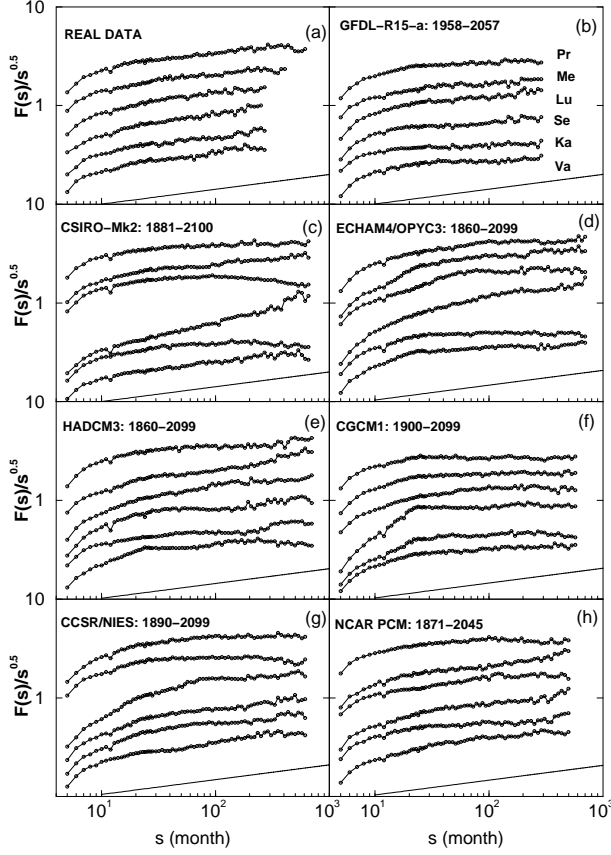 10
REAL DATA
(a)
GFDL-R15-a: 1958-2057
(b)
Pr
Me
Lu
Se
Ka
Va
F(s)/s^0.5
1
10
CSIRO-Mk2: 1881-2100
(c)
ECHAM4/OPYC3: 1860-2099
(d)
F(s)/s^0.5
1
10
HADCM3: 1860-2099
(e)
CGCM1: 1900-2099
(f)
F(s)/s^0.5
1
10
CCSR/NIES: 1890-2099
(g)
NCAR PCM: 1871-2045
(h)
F(s)/s^0.5
1
10^1
10^2
10^3
10^1
10^2
10^3
s (month)
s (month)